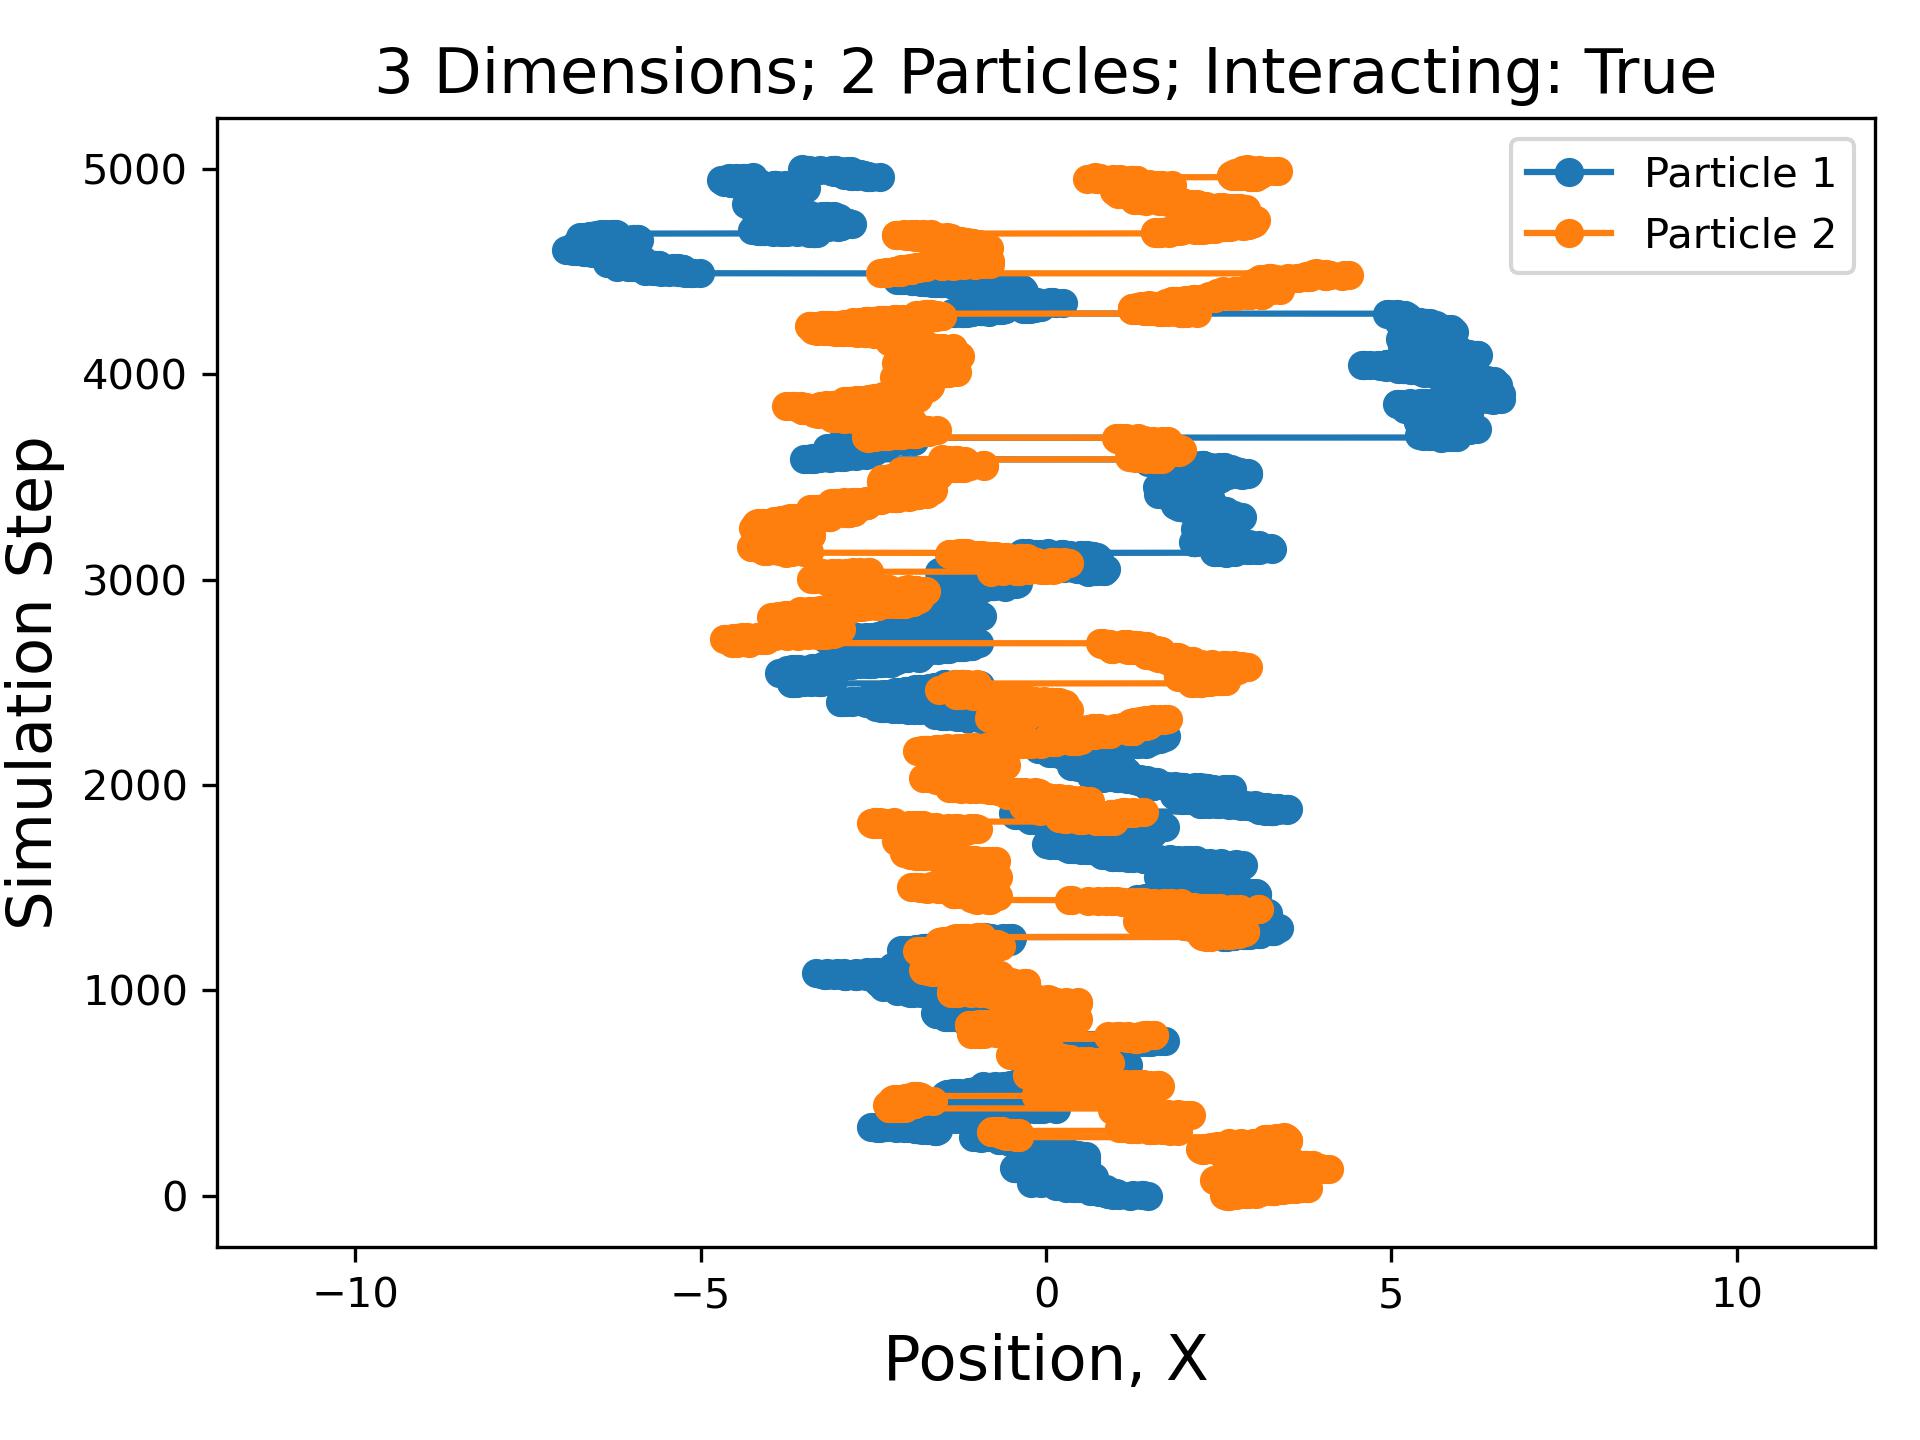 3 Dimensions; 2 Particles; Interacting: True
Particle 1
Particle 2
Simulation Step
5000
4000
3000
2000
1000
0
−10
−5
0
5
10
Position, X